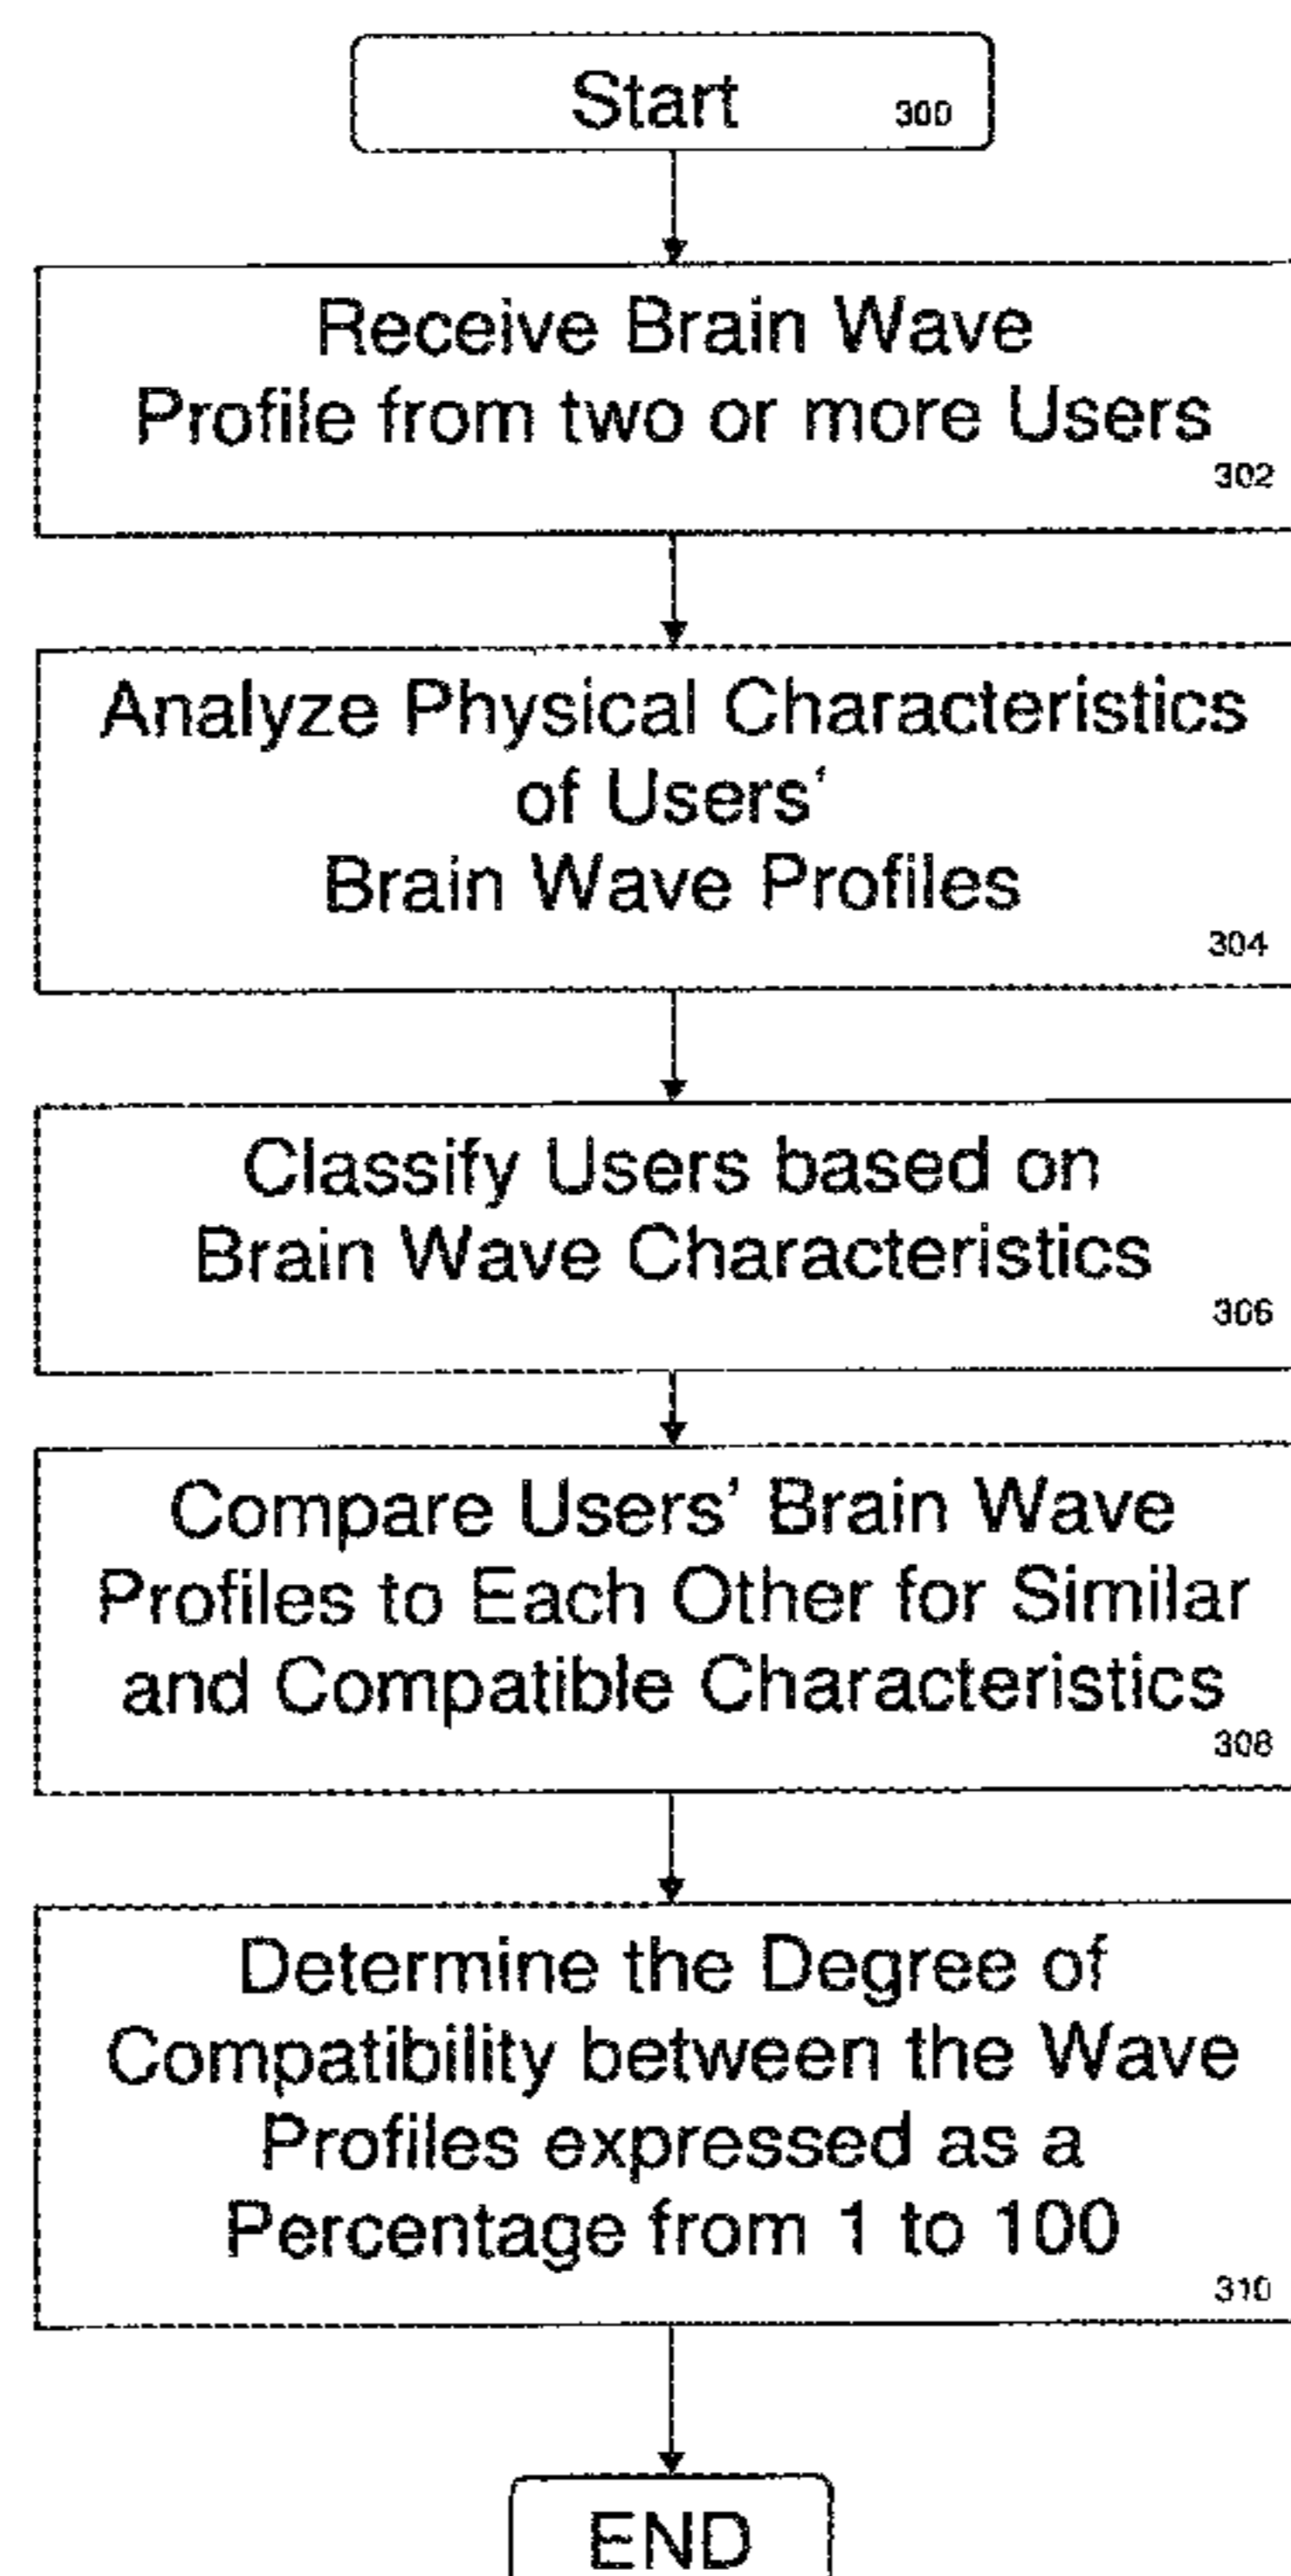 Start
300
Receive Brain Wave
Profile from two or more Users
302
Analyze Physical Characteristics
of Users'
Brain Wave Profiles
304
Classify Users based on
Brain Wave Characteristics
306
Compare Users' Brain Wave
Profiles to Each Other for Similar
and Compatible Characteristics
308
Determine the Degree of
Compatibility between the Wave
Profiles expressed as a
Percentage from 1 to 100
310
END